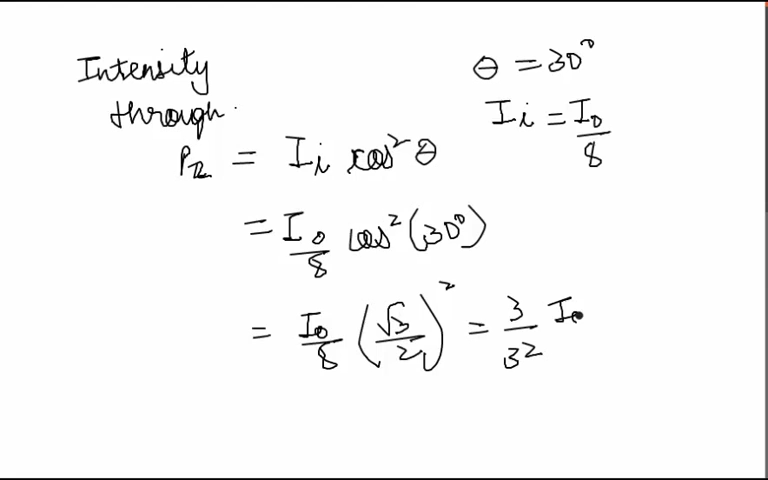 Intensity
through
P₂ = Iᵢ cos²θ
= I₀/8 cos²(30°)
= I₀/8 (√3/2)² = 3/32 I₀
θ = 30°
Iᵢ = I₀/8